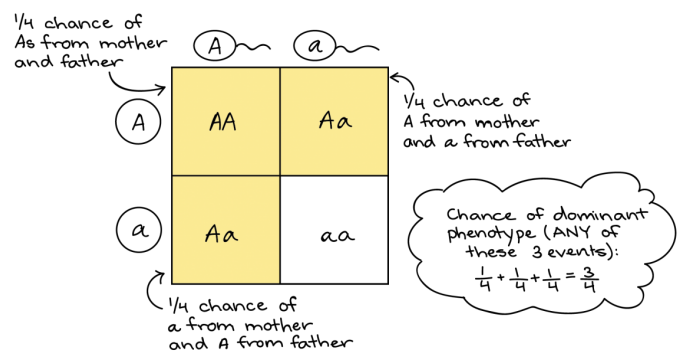 1/4 chance of
As from mother
and father
A
a
A
AA
Aa
1/4 chance of
A from mother
and a from father
a
Aa
aa
Chance of dominant
phenotype (ANY of
these 3 events):
1/4 + 1/4 + 1/4 = 3/4
1/4 chance of
a from mother
and A from father